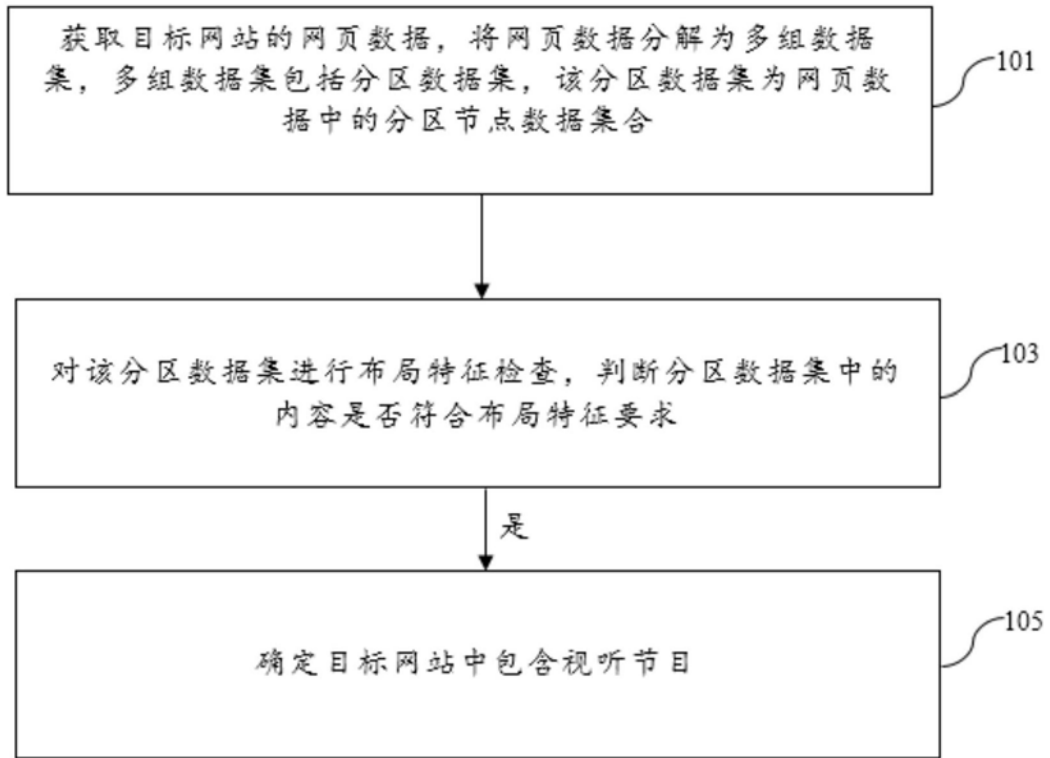 获取目标网站的网页数据，将网页数据分解为多组数据
集，多组数据集包括分区数据集，该分区数据集为网页数
据中的分区节点数据集合
101
对该分区数据集进行布局特征检查，判断分区数据集中的
内容是否符合布局特征要求
103
是
确定目标网站中包含视听节目
105